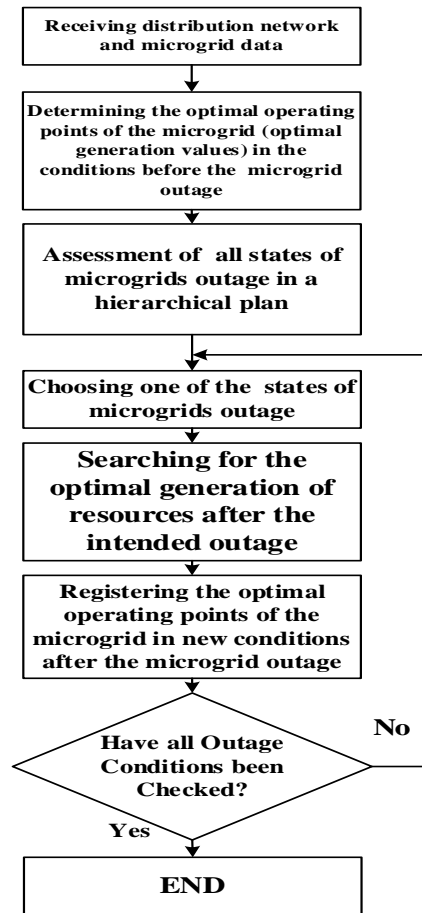 Receiving distribution network
and microgrid data
Determining the optimal operating
points of the microgrid (optimal
generation values) in the
conditions before the microgrid
outage
Assessment of all states of
microgrids outage in a
hierarchical plan
Choosing one of the states of
microgrids outage
Searching for the
optimal generation of
resources after the
intended outage
Registering the optimal
operating points of the
microgrid in new conditions
after the microgrid outage
Have all Outage
Conditions been
Checked?
No
Yes
END